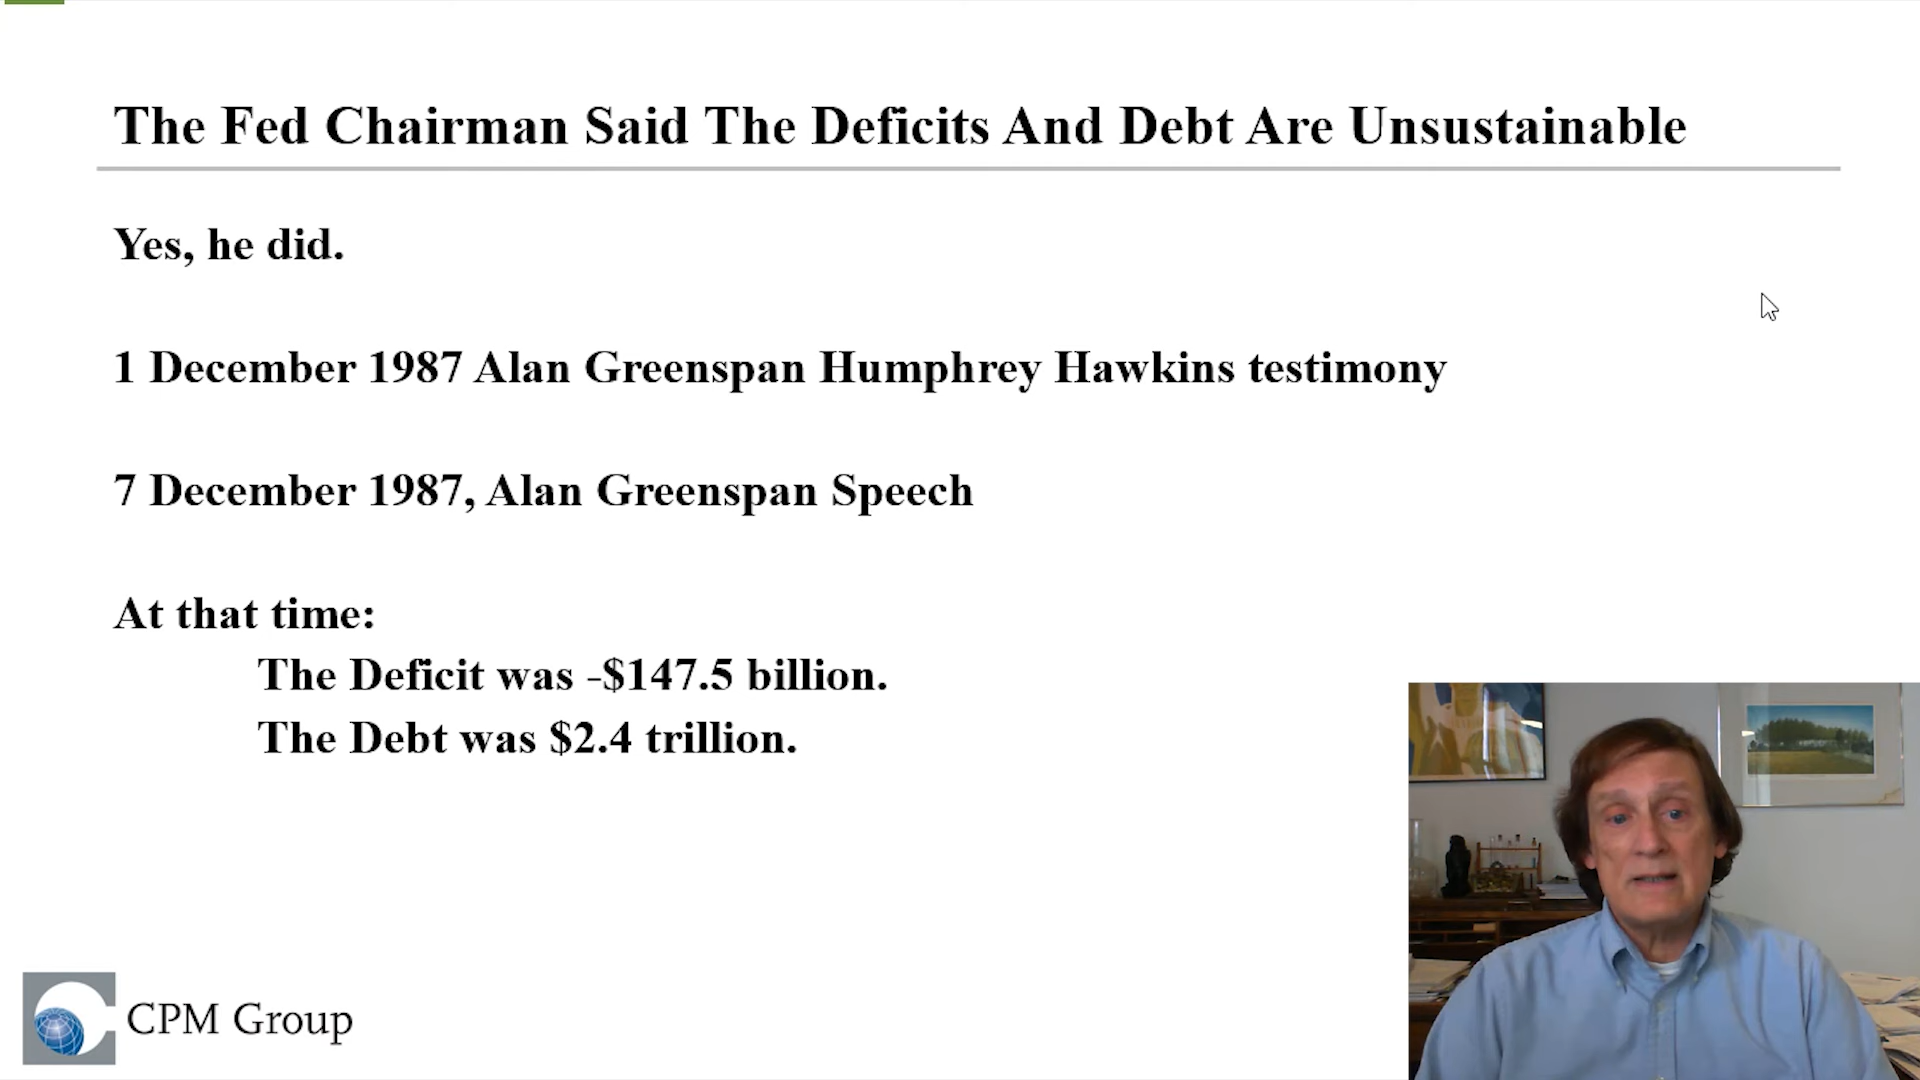 The Fed Chairman Said The Deficits And Debt Are Unsustainable
Yes, he did.
1 December 1987 Alan Greenspan Humphrey Hawkins testimony
7 December 1987, Alan Greenspan Speech
At that time:
The Deficit was -$147.5 billion.
The Debt was $2.4 trillion.
CPM Group